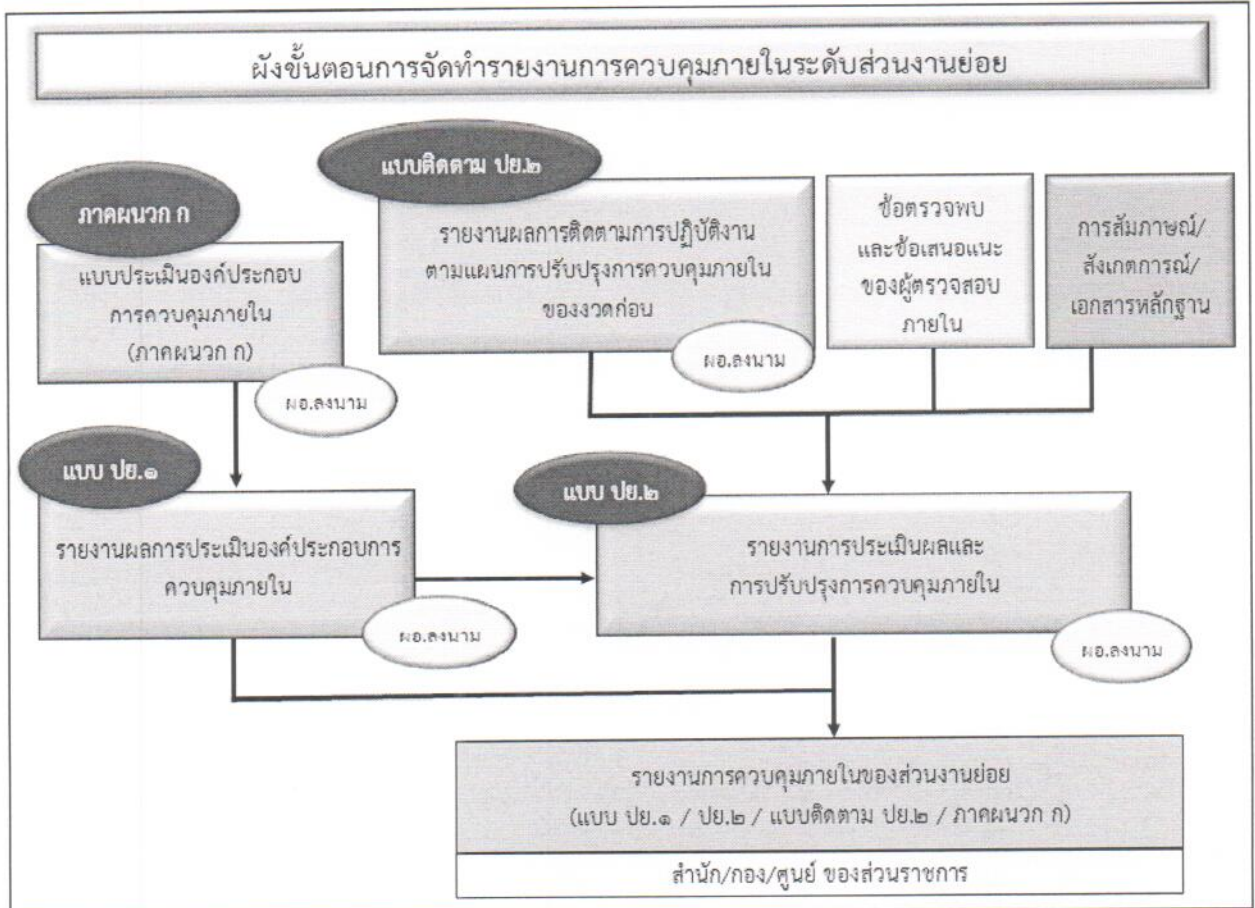 ผังขั้นตอนการจัดทำรายงานการควบคุมภายในระดับส่วนงานย่อย
ภาคผนวก ก
แบบประเมินองค์ประกอบ
การควบคุมภายใน
(ภาคผนวก ก)
ผอ.ลงนาม
แบบติดตาม ปย.๒
รายงานผลการติดตามการปฏิบัติงาน
ตามแผนการปรับปรุงการควบคุมภายใน
ของงวดก่อน
ผอ.ลงนาม
ข้อตรวจพบ
และข้อเสนอแนะ
ของผู้ตรวจสอบ
ภายใน
การสัมภาษณ์/
สังเกตการณ์/
เอกสารหลักฐาน
แบบ ปย.๑
รายงานผลการประเมินองค์ประกอบการ
ควบคุมภายใน
ผอ.ลงนาม
แบบ ปย.๒
รายงานการประเมินผลและ
การปรับปรุงการควบคุมภายใน
ผอ.ลงนาม
รายงานการควบคุมภายในของส่วนงานย่อย
(แบบ ปย.๑ / ปย.๒ / แบบติดตาม ปย.๒ / ภาคผนวก ก)
สำนัก/กอง/ศูนย์ ของส่วนราชการ